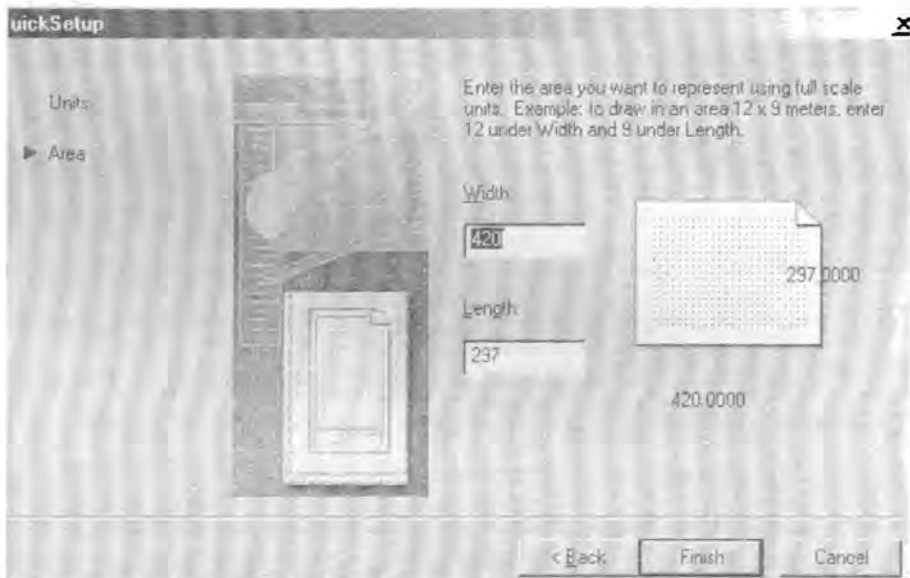 uickSetup
Units
Area
Enter the area you want to represent using full scale
units. Example: to draw in an area 12 x 9 meters, enter
12 under Width and 9 under Length.
Width:
420
297.0000
Length:
297
420.0000
< Back
Finish
Cancel